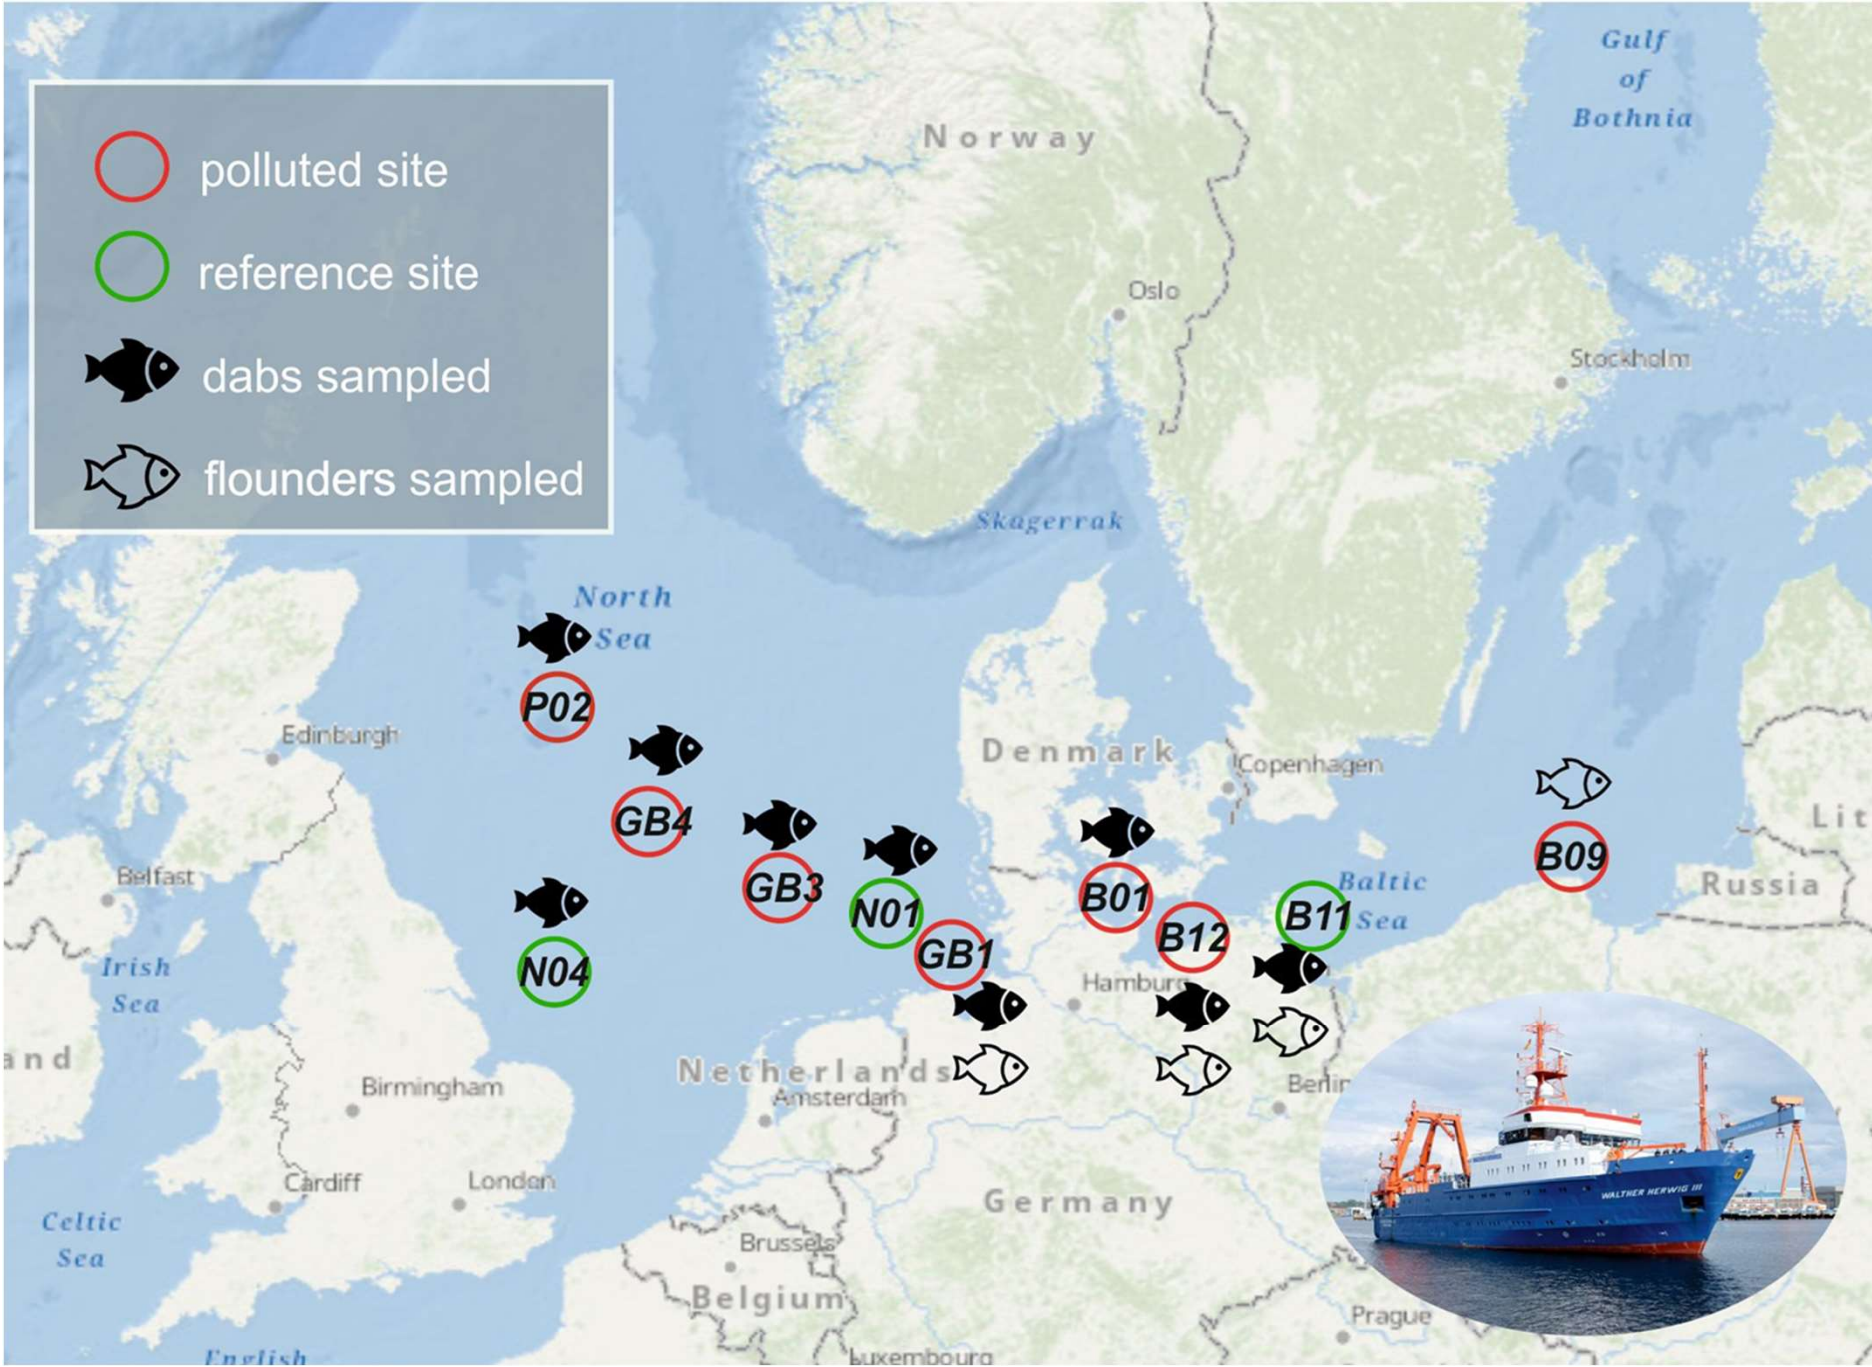 Gulf
of
Bothnia
Norway
polluted site
reference site
Oslo
dabs sampled
Stockholm
flounders sampled
Skagerrak
North
Sea
P02
Edinburgh
Denmark
Copenhagen
GB4
Lit
B09
Belfast
GB3
N01
B01
Baltic
Sea
Russia
B11
B12
GB1
N04
Irish
Sea
Hamburg
and
Netherlands
Birmingham
Amsterdam
Berlin
Cardiff
London
Germany
WALTHER HERWIG III
Celtic
Sea
Brussels
Belgium
Prague
English
Luxembourg